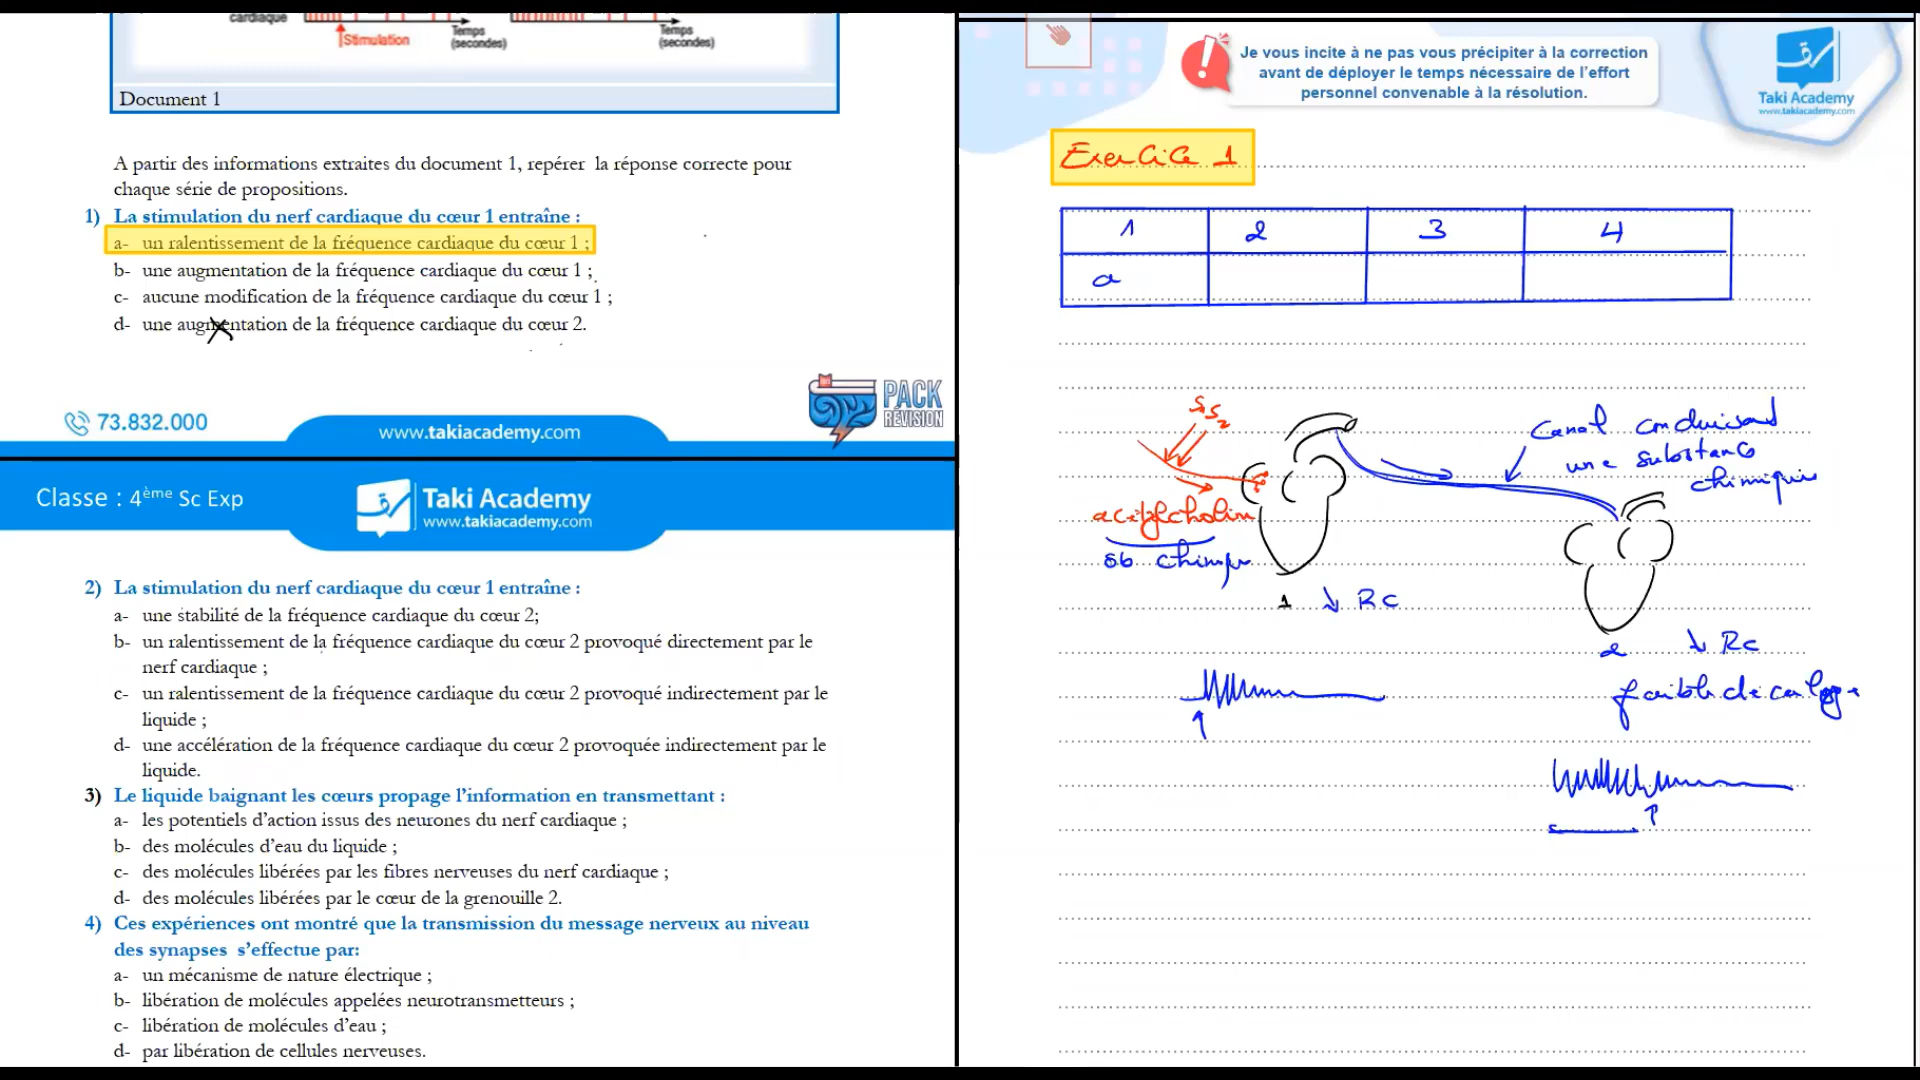 cardiaque
Stimulation
Temps
(secondes)
Temps
(secondes)
Document 1
A partir des informations extraites du document 1, repérer la réponse correcte pour
chaque série de propositions.
1) La stimulation du nerf cardiaque du cœur 1 entraîne :
a- un ralentissement de la fréquence cardiaque du cœur 1 ;
b- une augmentation de la fréquence cardiaque du cœur 1 ;
c- aucune modification de la fréquence cardiaque du cœur 1 ;
d- une augmentation de la fréquence cardiaque du cœur 2.
PACK
RÉVISION
73.832.000
www.takiacademy.com
Classe : 4ème Sc Exp
Taki Academy
www.takiacademy.com
2) La stimulation du nerf cardiaque du cœur 1 entraîne :
a- une stabilité de la fréquence cardiaque du cœur 2;
b- un ralentissement de la fréquence cardiaque du cœur 2 provoqué directement par le
nerf cardiaque ;
c- un ralentissement de la fréquence cardiaque du cœur 2 provoqué indirectement par le
liquide ;
d- une accélération de la fréquence cardiaque du cœur 2 provoquée indirectement par le
liquide.
3) Le liquide baignant les cœurs propage l'information en transmettant :
a- les potentiels d'action issus des neurones du nerf cardiaque ;
b- des molécules d'eau du liquide ;
c- des molécules libérées par les fibres nerveuses du nerf cardiaque ;
d- des molécules libérées par le cœur de la grenouille 2.
4) Ces expériences ont montré que la transmission du message nerveux au niveau
des synapses s'effectue par:
a- un mécanisme de nature électrique ;
b- libération de molécules appelées neurotransmetteurs ;
c- libération de molécules d'eau ;
d- par libération de cellules nerveuses.
Je vous incite à ne pas vous précipiter à la correction
avant de déployer le temps nécessaire de l'effort
personnel convenable à la résolution.
Taki Academy
www.takiacademy.com
Exercice 1
1 2 3 4
a
S1 S2
Canal conduisant
une substance
chimique
acétylcholine
sb chimique
1 ↘ RC
2 ↘ RC
faible décalage